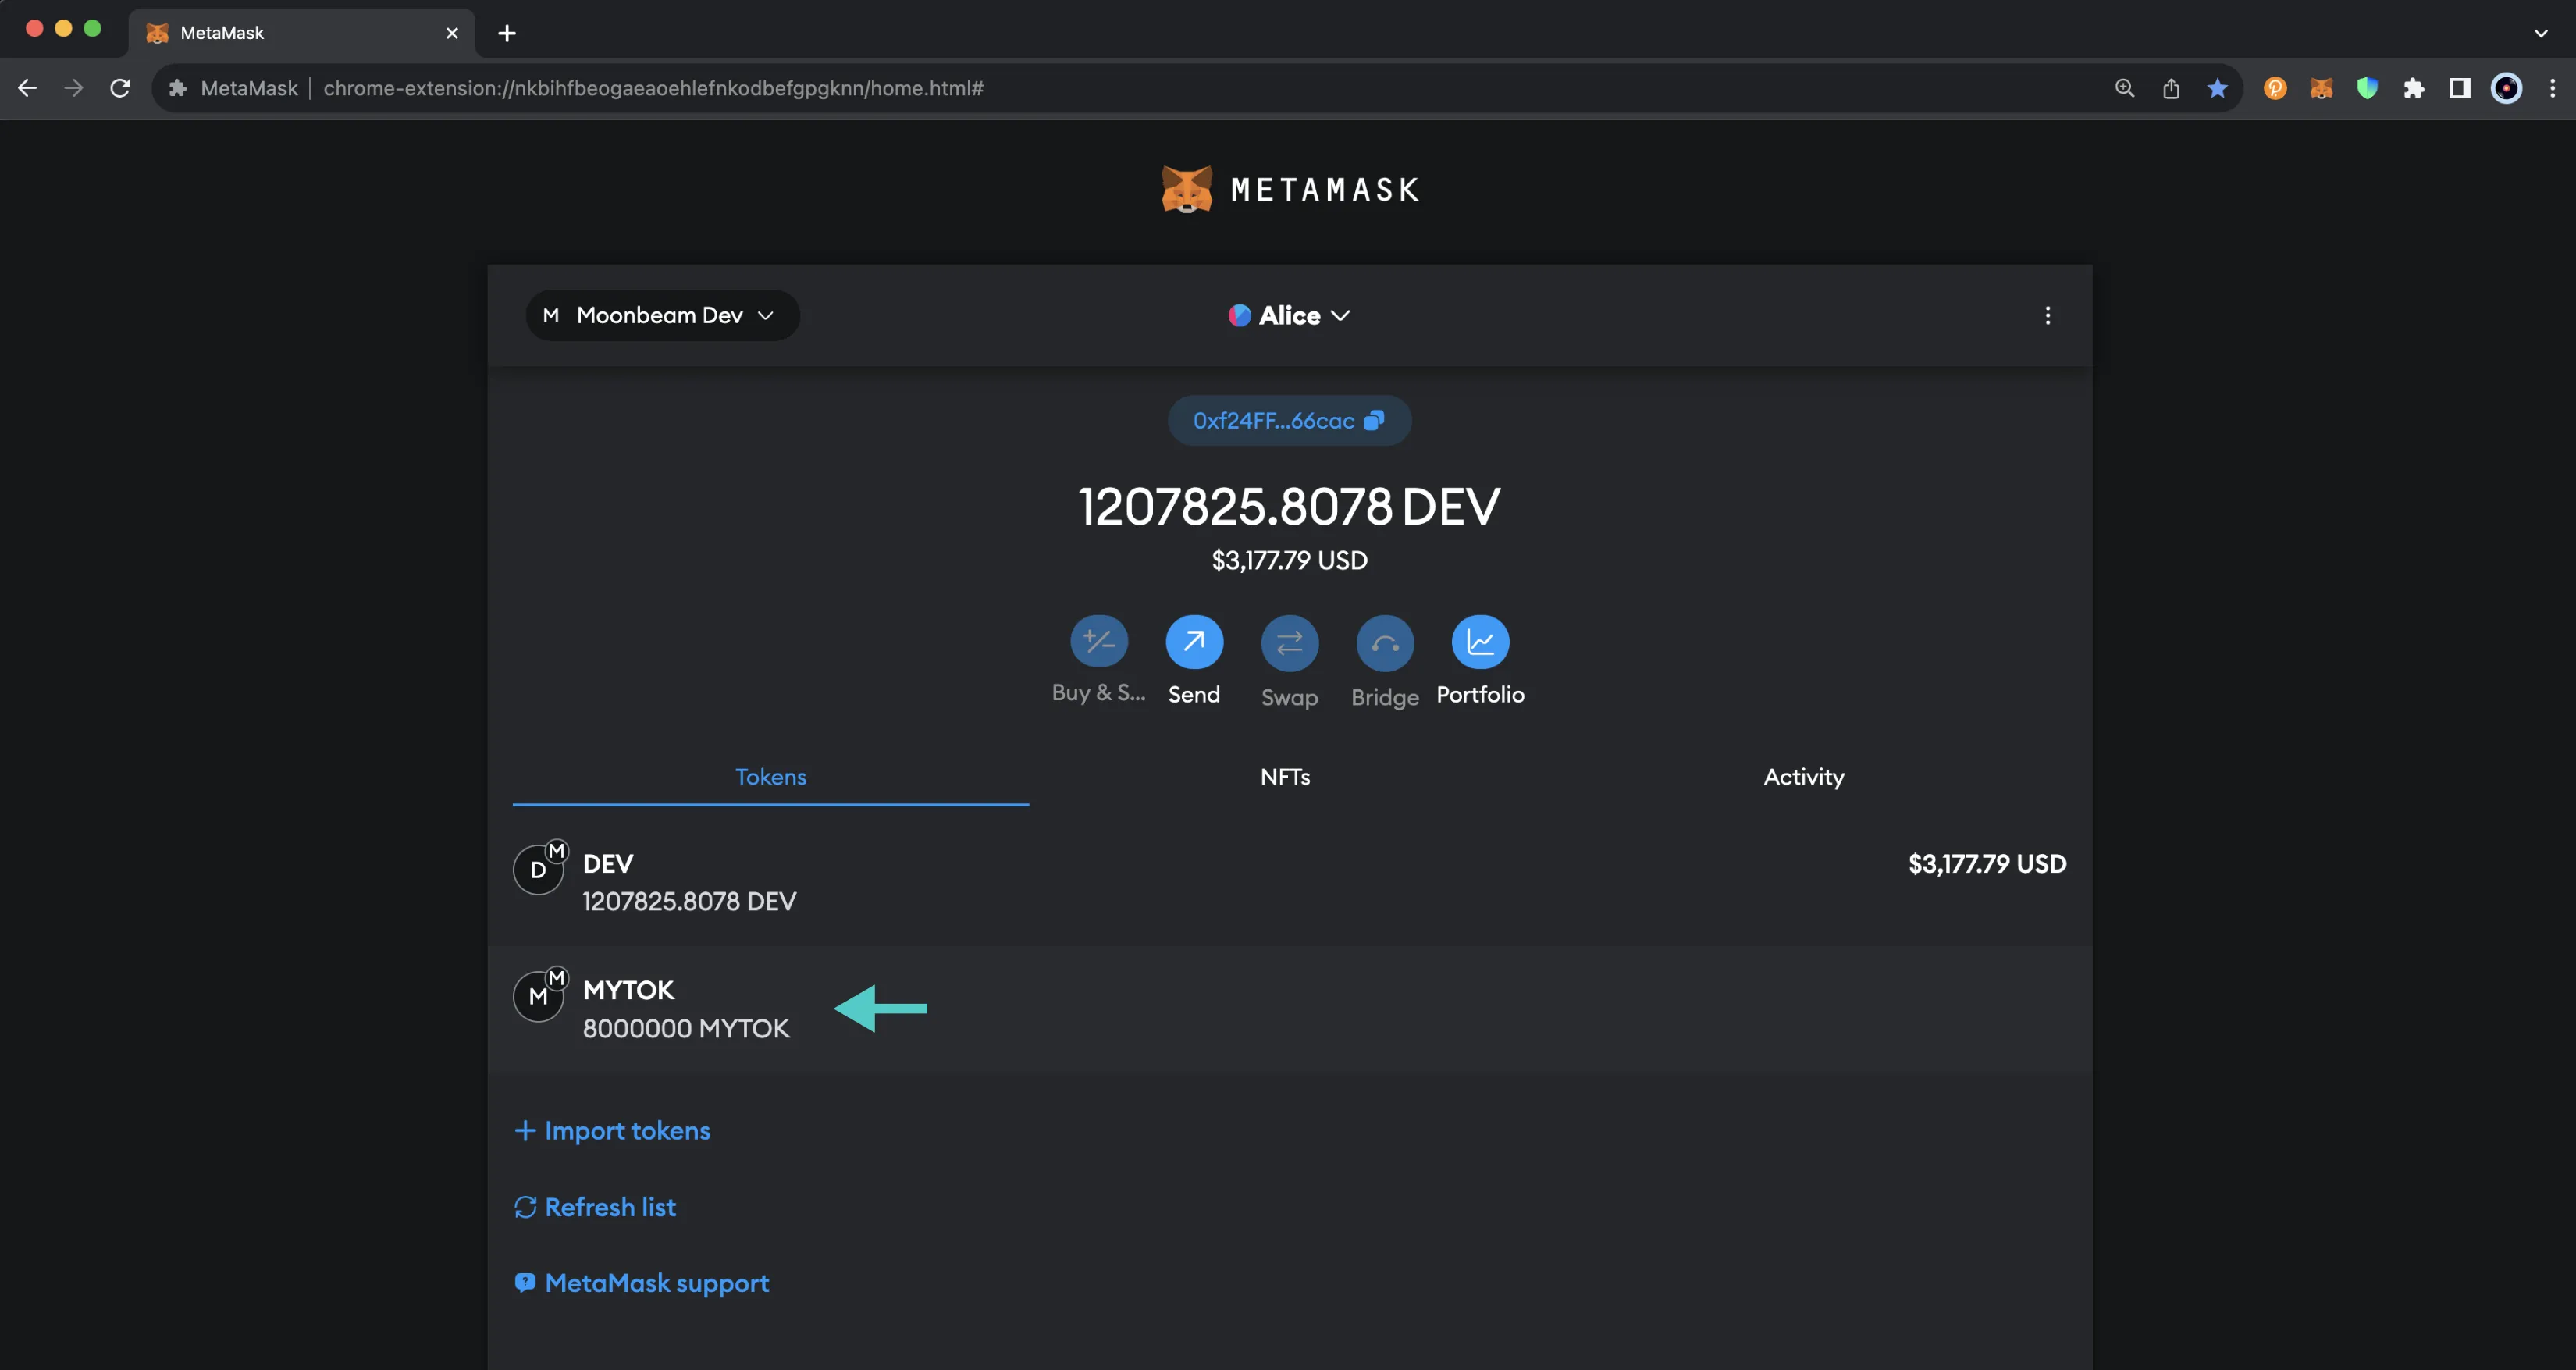 MetaMask
MetaMask | chrome-extension://nkbihfbeogaeaoehlefnkodbefgpgknn/home.html#
METAMASK
M Moonbeam Dev
Alice
0xf24FF...66cac
1207825.8078 DEV
$3,177.79 USD
Buy & S... Send Swap Bridge Portfolio
Tokens NFTs Activity
D M DEV $3,177.79 USD
1207825.8078 DEV
M M MYTOK
8000000 MYTOK
+ Import tokens
Refresh list
MetaMask support